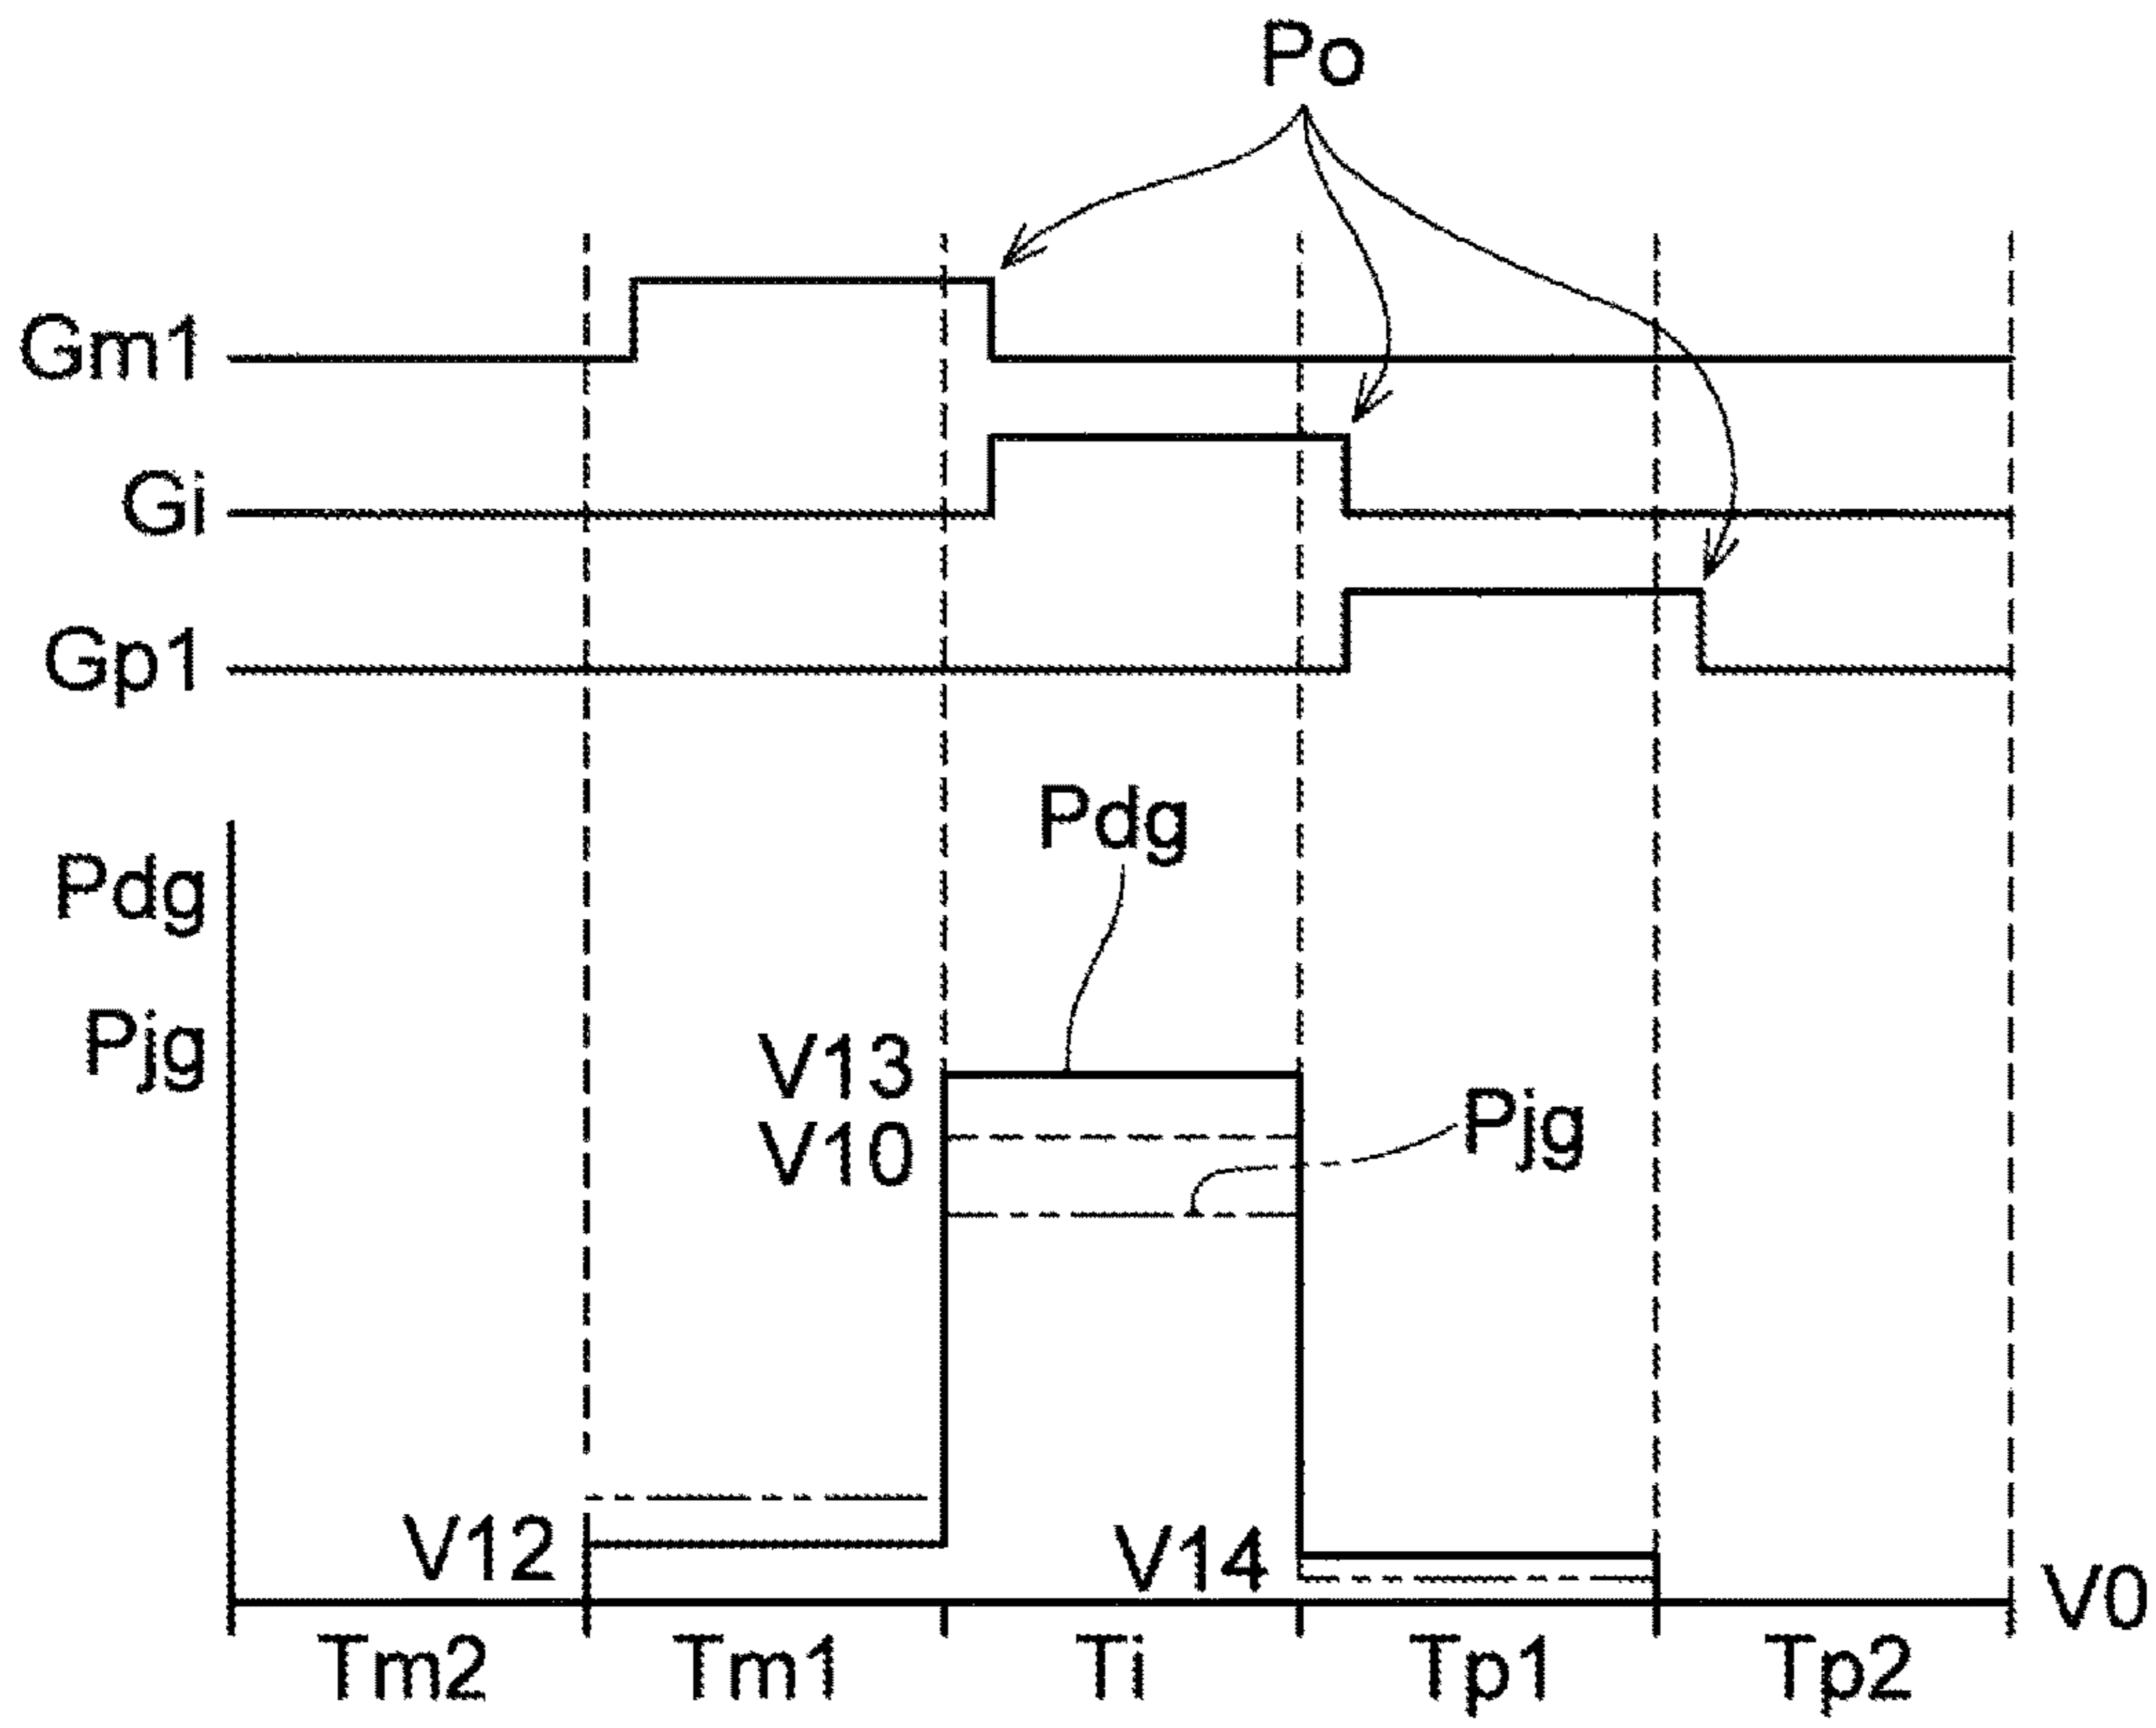 Po
Gm1
Gi
Gp1
Pdg
Pdg
Pjg
V13
V10
Pjg
V12
V14
V0
Tm2 Tm1 Ti Tp1 Tp2